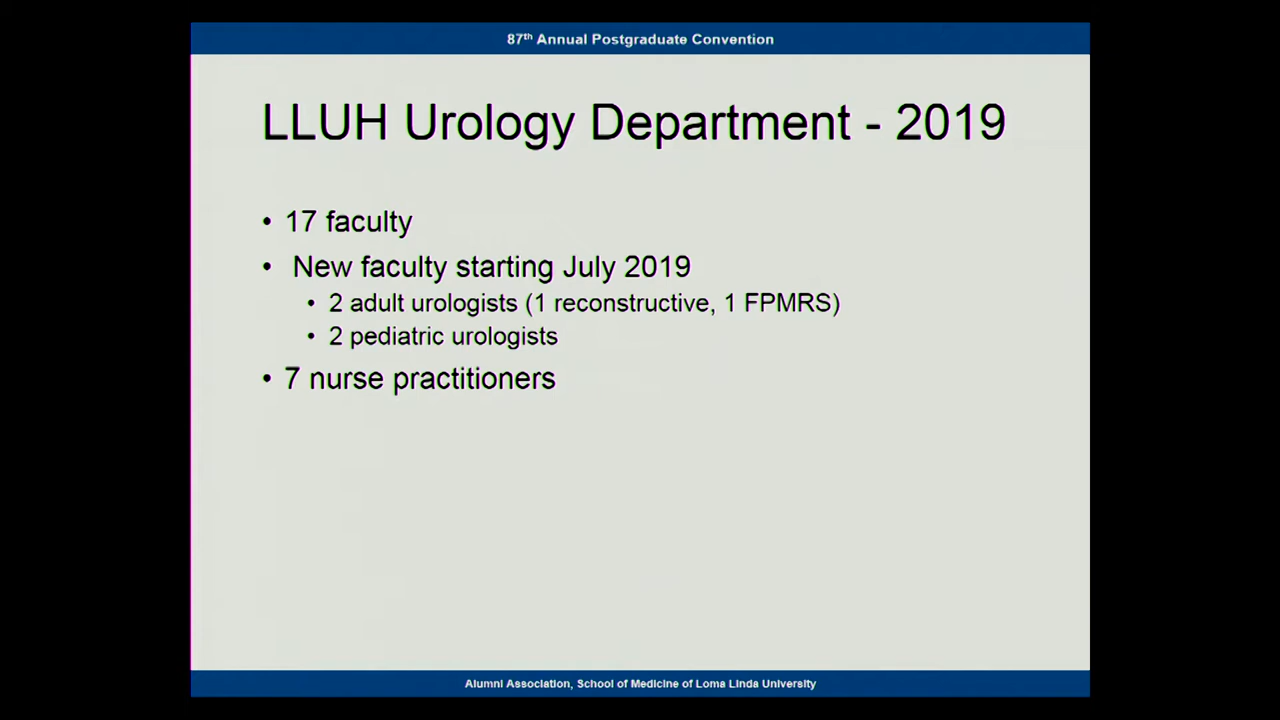 87th Annual Postgraduate Convention
LLUH Urology Department - 2019
• 17 faculty
• New faculty starting July 2019
• 2 adult urologists (1 reconstructive, 1 FPMRS)
• 2 pediatric urologists
• 7 nurse practitioners
Alumni Association, School of Medicine of Loma Linda University